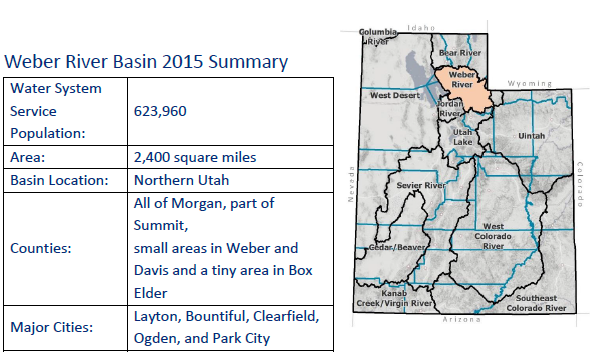 Weber River Basin 2015 Summary
Water System
Service
Population:
623,960
Area:
2,400 square miles
Basin Location:
Northern Utah
Counties:
All of Morgan, part of
Summit,
small areas in Weber and
Davis and a tiny area in Box
Elder
Major Cities:
Layton, Bountiful, Clearfield,
Ogden, and Park City
Idaho
Columbia
River
Bear River
Weber
River
Wyoming
West Desert
Jordan
River
Utah
Lake
Uintah
Nevada
Colorado
Sevier River
West
Colorado
River
Cedar/Beaver
Kanab
Creek/Virgin River
Southeast
Colorado River
Arizona